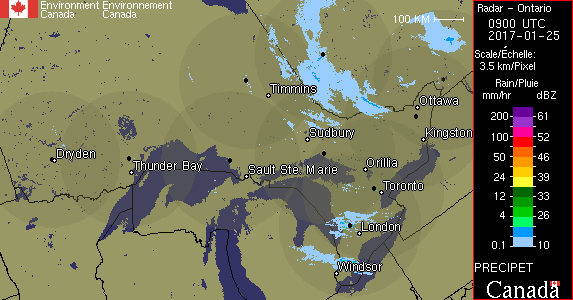 Environment Environnement
Canada Canada
100 KM
Timmins
Ottawa
Sudbury
Kingston
Dryden
Thunder Bay
Sault Ste. Marie
Orillia
Toronto
London
Windsor
Radar - Ontario
0900 UTC
2017-01-25
Scale/Échelle:
3.5 km/Pixel
Rain/Pluie
mm/hr dBZ
200 61
100 52
50 46
24 39
12 33
4 26
0.1 10
PRECIPET
Canada